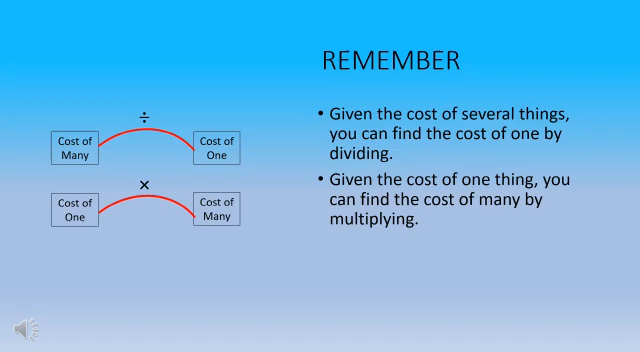 REMEMBER
÷
Cost of
Many
Cost of
One
×
Cost of
One
Cost of
Many
• Given the cost of several things,
you can find the cost of one by
dividing.
• Given the cost of one thing, you
can find the cost of many by
multiplying.